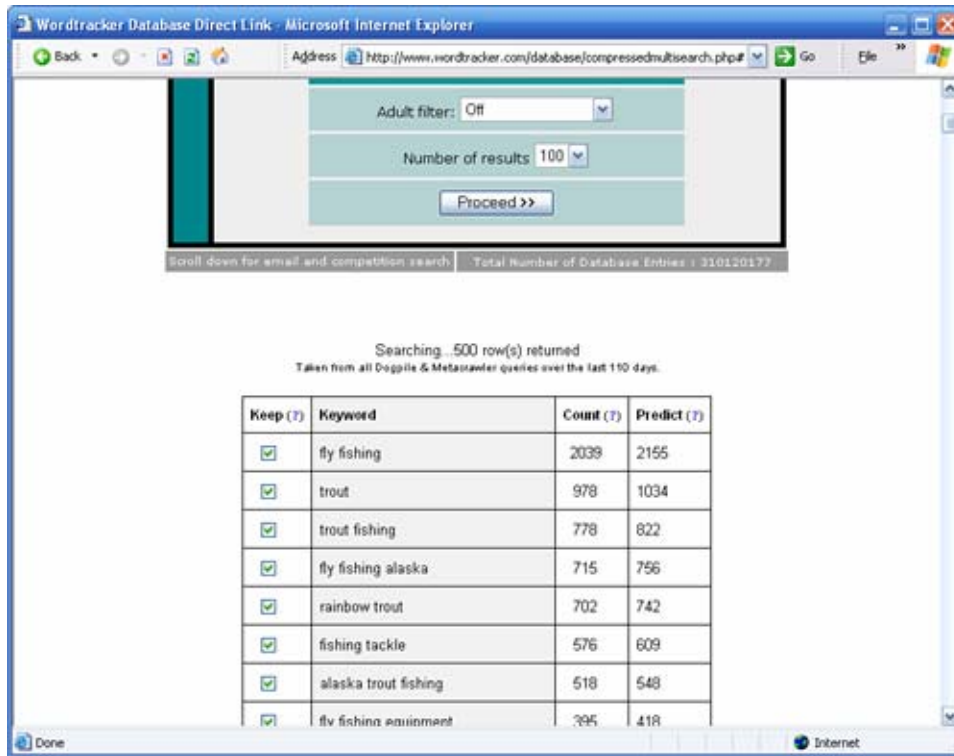 Wordtracker Database Direct Link - Microsoft Internet Explorer
Back Address http://www.wordtracker.com/database/compressedmultisearch.php# Go File »
Adult filter: Off
Number of results 100
Proceed >>
Scroll down for email and competition search Total Number of Database Entries : 310120177
Searching...500 row(s) returned
Taken from all Dogpile & Metacrawler queries over the last 110 days.
Keep (?) Keyword Count (?) Predict (?)
fly fishing 2039 2155
trout 978 1034
trout fishing 778 822
fly fishing alaska 715 756
rainbow trout 702 742
fishing tackle 576 609
alaska trout fishing 518 548
fly fishing equipment 395 418
Done Internet